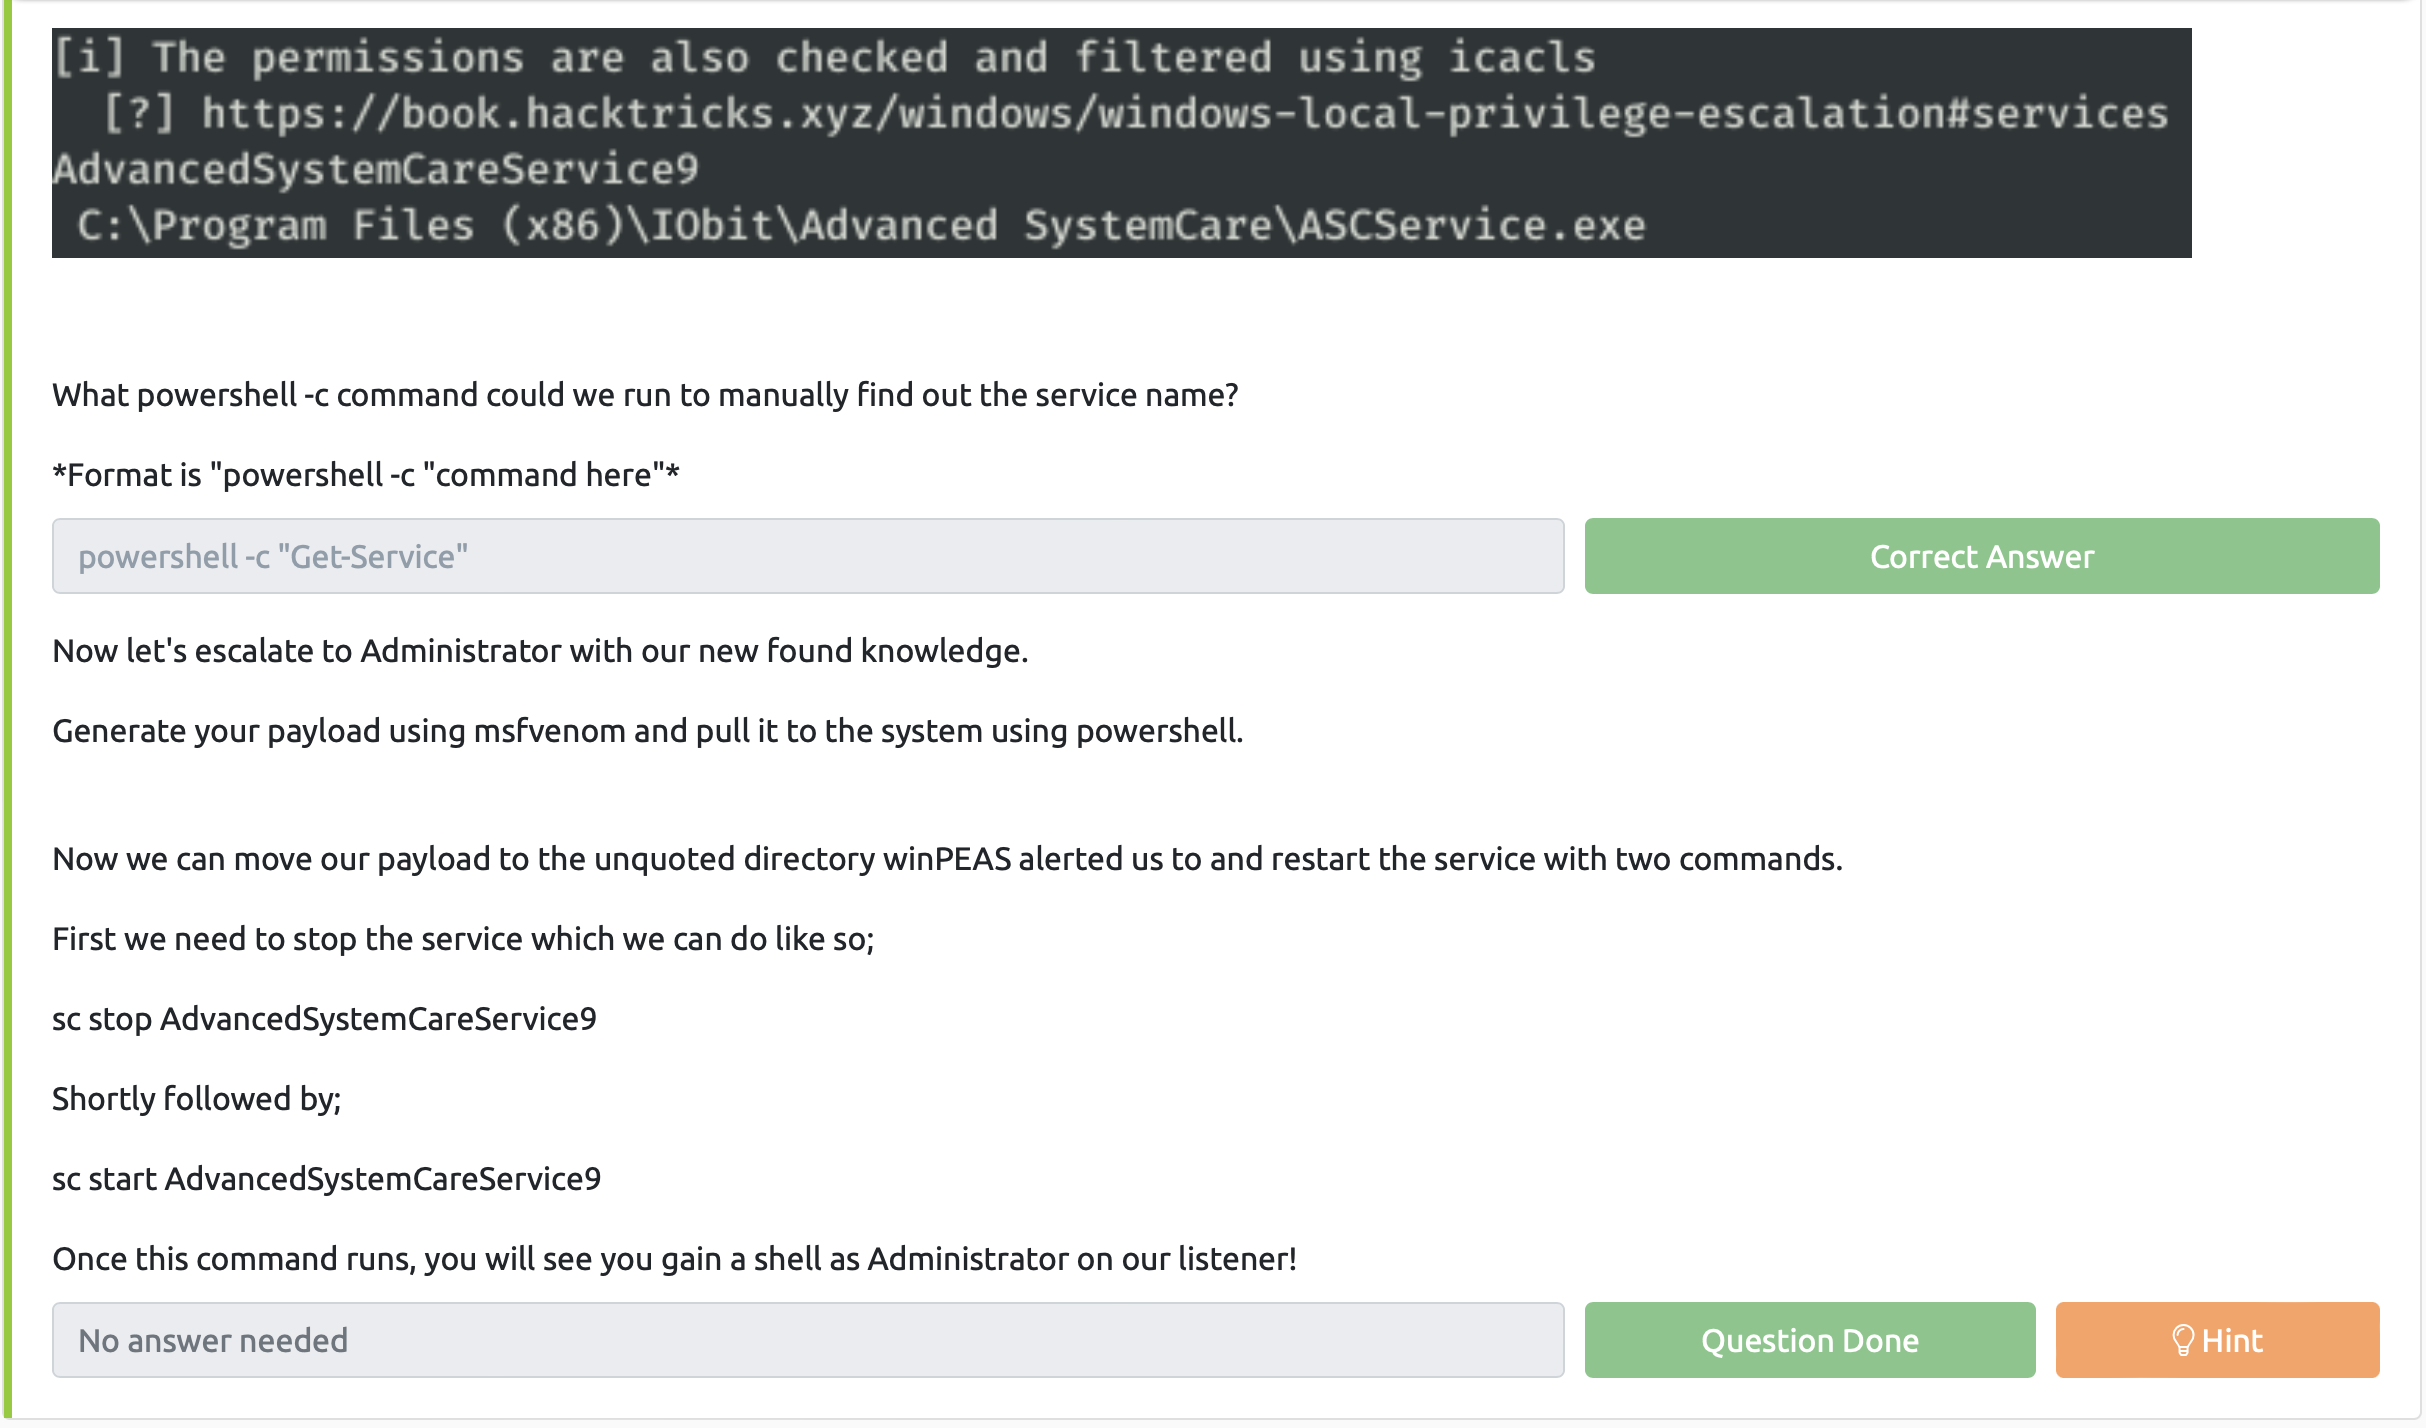 [i] The permissions are also checked and filtered using icacls
[?] https://book.hacktricks.xyz/windows/windows-local-privilege-escalation#services
AdvancedSystemCareService9
C:\Program Files (x86)\IObit\Advanced SystemCare\ASCService.exe
What powershell -c command could we run to manually find out the service name?
*Format is "powershell -c "command here"*
powershell -c "Get-Service"
Correct Answer
Now let's escalate to Administrator with our new found knowledge.
Generate your payload using msfvenom and pull it to the system using powershell.
Now we can move our payload to the unquoted directory winPEAS alerted us to and restart the service with two commands.
First we need to stop the service which we can do like so;
sc stop AdvancedSystemCareService9
Shortly followed by;
sc start AdvancedSystemCareService9
Once this command runs, you will see you gain a shell as Administrator on our listener!
No answer needed
Question Done
Hint